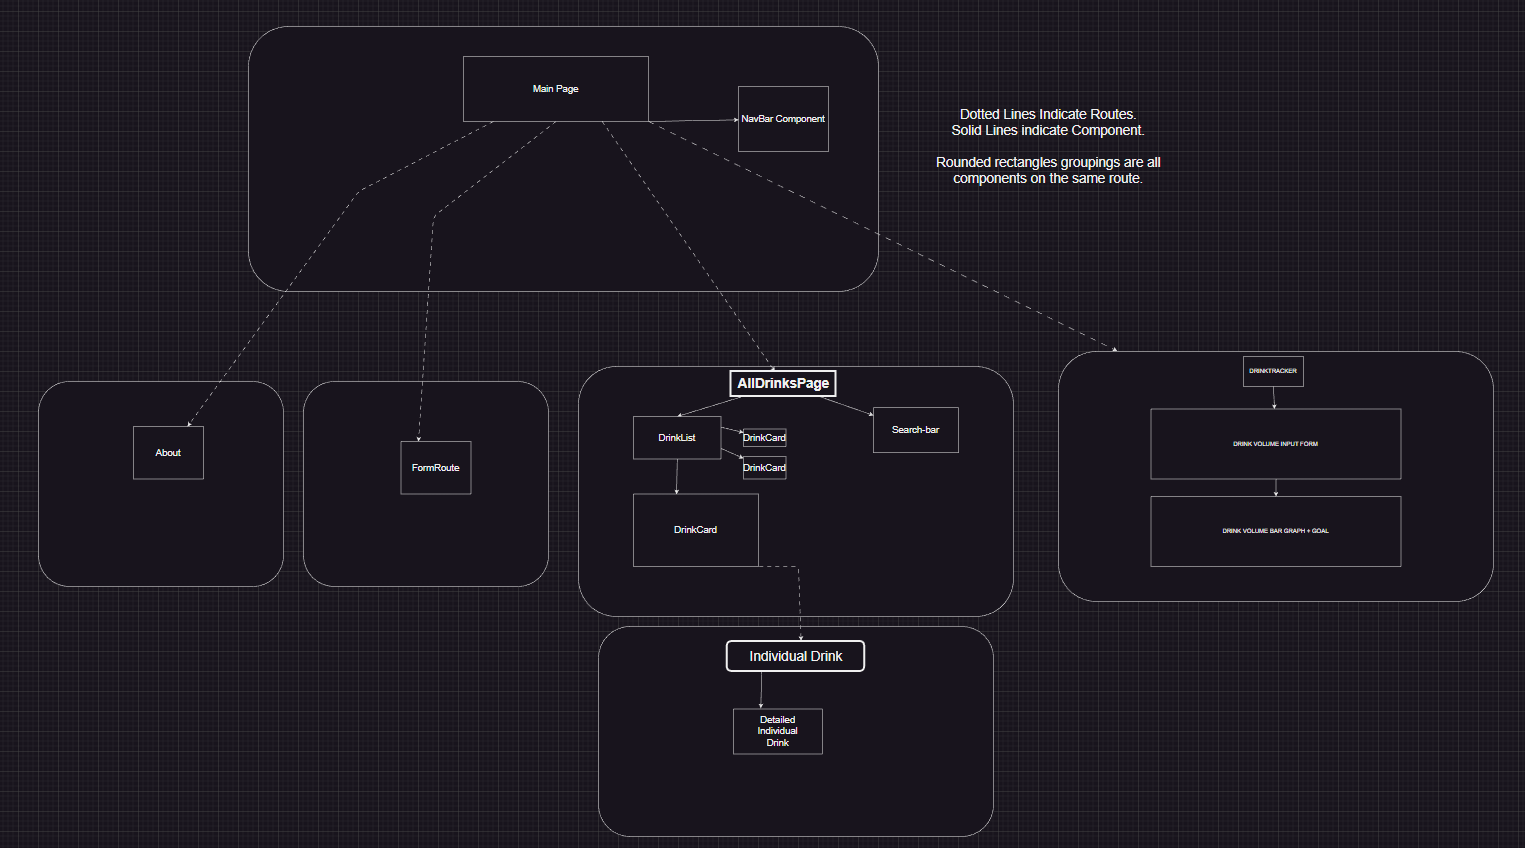 Main Page
NavBar Component
Dotted Lines Indicate Routes.
Solid Lines indicate Component.
Rounded rectangles groupings are all
components on the same route.
About
FormRoute
AllDrinksPage
DrinkList
DrinkCard
DrinkCard
Search-bar
DrinkCard
DRINKTRACKER
DRINK VOLUME INPUT FORM
DRINK VOLUME BAR GRAPH + GOAL
Individual Drink
Detailed
Individual
Drink